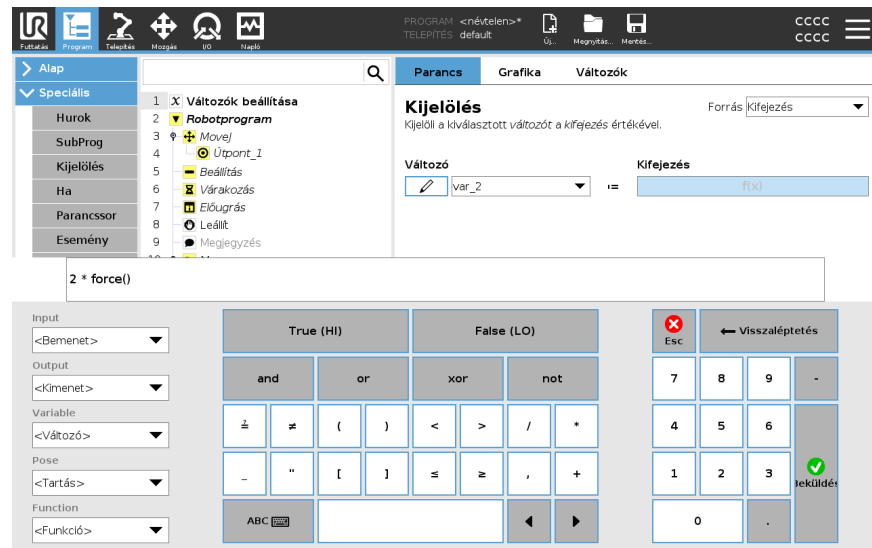 UR
PROGRAM <névtelen>*
TELEPÍTÉS default
CCCC
CCCC
Futtatás Program Telepítés Mozgás I/O Napló Új... Megnyitás... Mentés...
Alap
Speciális
Hurok
SubProg
Kijelölés
Ha
Parancssor
Esemény
1 X Változók beállítása
2 Robotprogram
3 MoveJ
4 Útpont_1
5 Beállítás
6 Várakozás
7 Előugrás
8 Leállít
9 Megjegyzés
Parancs Grafika Változók
Kijelölés
Forrás Kifejezés
Kijelöli a kiválasztott változót a kifejezés értékével.
Változó Kifejezés
var_2 := f(x)
2 * force()
Input
<Bemenet>
Output
<Kimenet>
Variable
<Változó>
Pose
<Tartás>
Function
<Funkció>
True (HI) False (LO) Esc Visszaléptetés
and or xor not 7 8 9 -
≟ ≠ ( ) < > / * 4 5 6
_ " [ ] ≤ ≥ , + 1 2 3 Beküldés
ABC 0 .